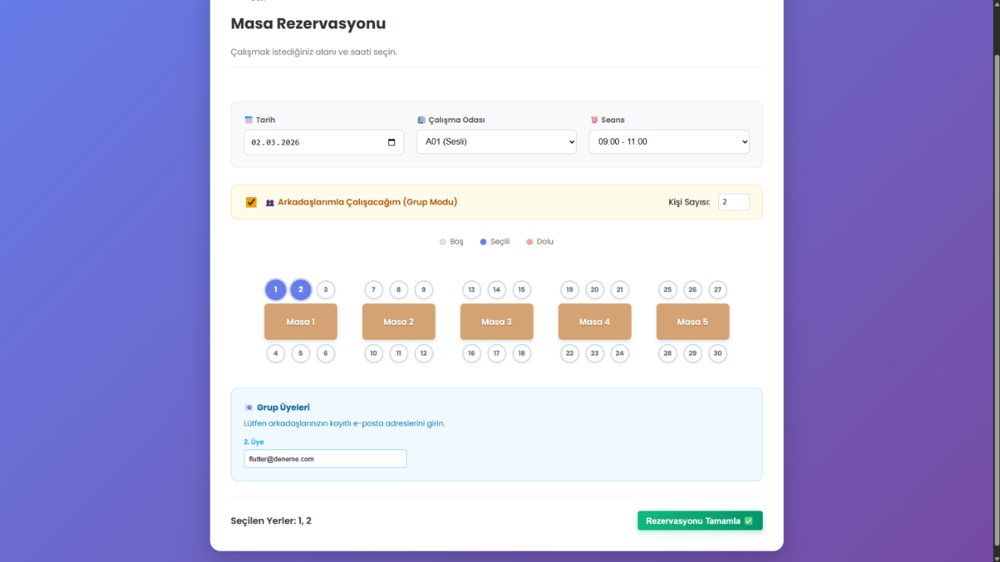 Masa Rezervasyonu
Çalışmak istediğiniz alanı ve saati seçin.
Tarih
Çalışma Odası
Seans
02.03.2026
A01 (Sesli)
09:00 - 11:00
Arkadaşlarımla Çalışacağım (Grup Modu)
Kişi Sayısı:
2
Boş
Seçili
Dolu
1 2 3 7 8 9 13 14 15 19 20 21 25 26 27
Masa 1 Masa 2 Masa 3 Masa 4 Masa 5
4 5 6 10 11 12 16 17 18 22 23 24 28 29 30
Grup Üyeleri
Lütfen arkadaşlarınızın kayıtlı e-posta adreslerini girin.
2. Üye
flutter@deneme.com
Seçilen Yerler: 1, 2
Rezervasyonu Tamamla